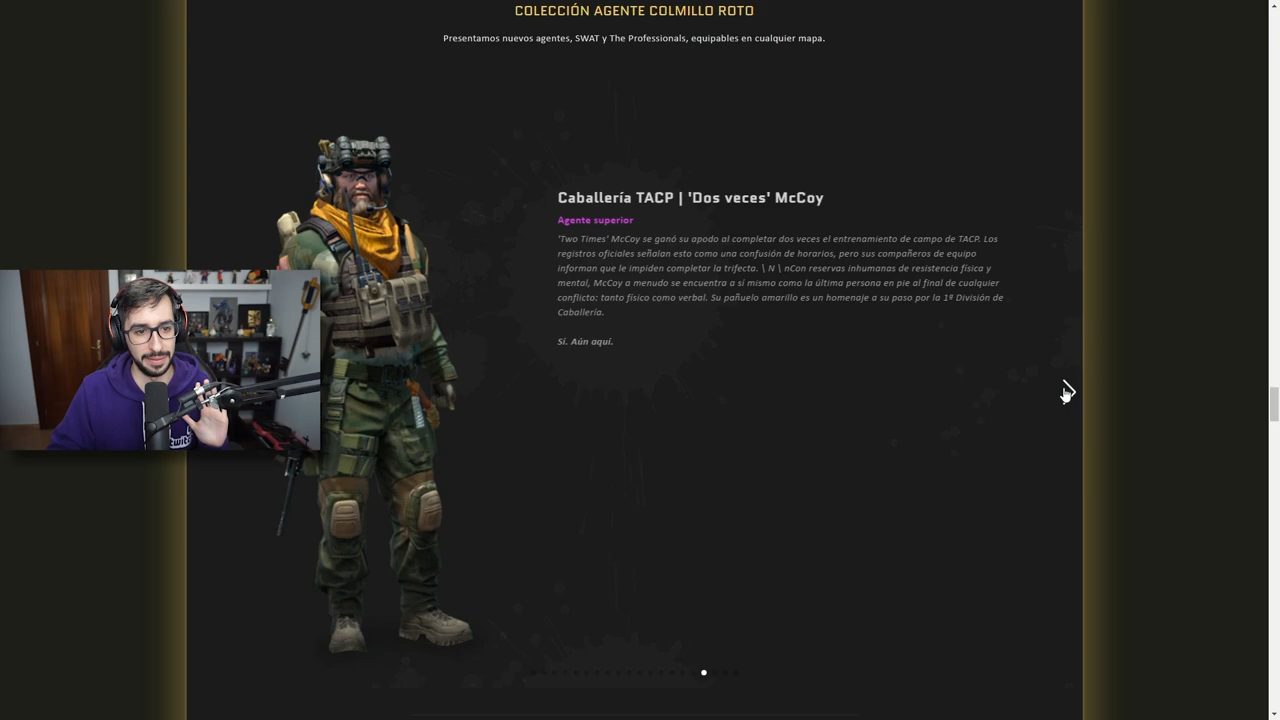 COLECCIÓN AGENTE COLMILLO ROTO
Presentamos nuevos agentes, SWAT y The Professionals, equipables en cualquier mapa.
Caballería TACP | 'Dos veces' McCoy
Agente superior
'Two Times' McCoy se ganó su apodo al completar dos veces el entrenamiento de campo de TACP. Los
registros oficiales señalan esto como una confusión de horarios, pero sus compañeros de equipo
informan que le impiden completar la trifecta. \ N \ nCon reservas inhumanas de resistencia física y
mental, McCoy a menudo se encuentra a sí mismo como la última persona en pie al final de cualquier
conflicto: tanto físico como verbal. Su pañuelo amarillo es un homenaje a su paso por la 1ª División de
Caballería.
Sí. Aún aquí.